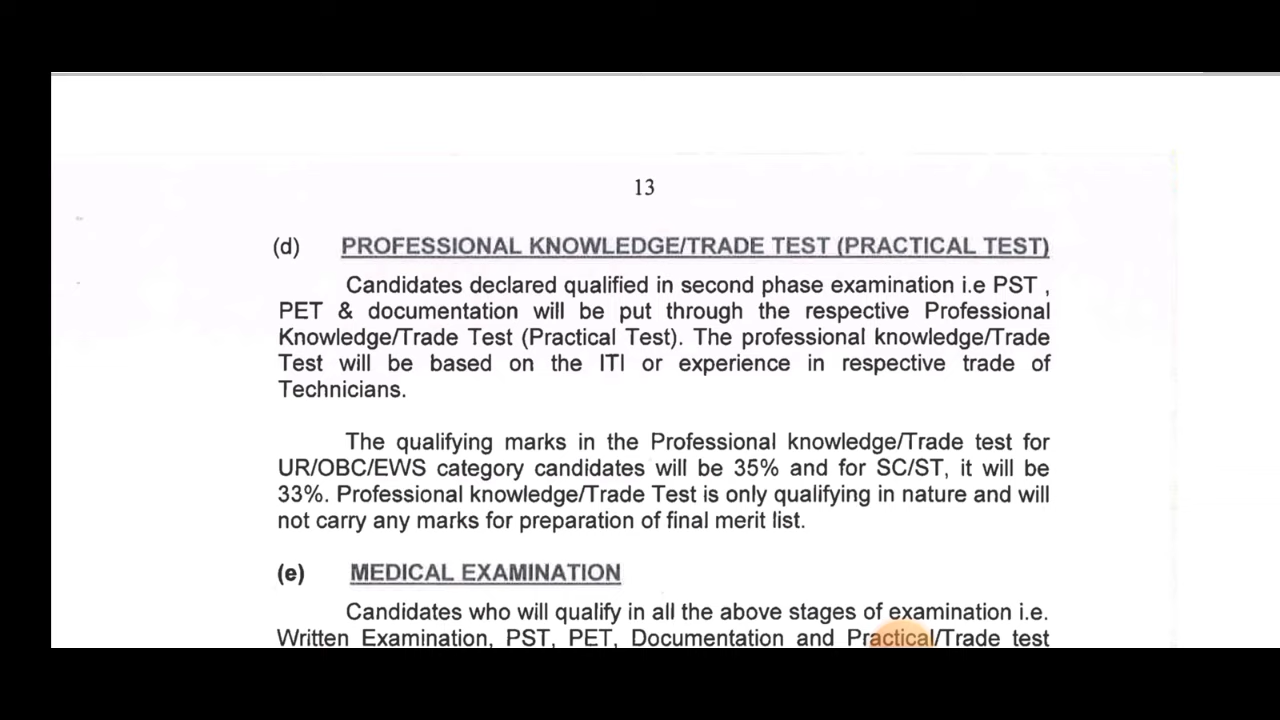 13
(d) PROFESSIONAL KNOWLEDGE/TRADE TEST (PRACTICAL TEST)
Candidates declared qualified in second phase examination i.e PST ,
PET & documentation will be put through the respective Professional
Knowledge/Trade Test (Practical Test). The professional knowledge/Trade
Test will be based on the ITI or experience in respective trade of
Technicians.
The qualifying marks in the Professional knowledge/Trade test for
UR/OBC/EWS category candidates will be 35% and for SC/ST, it will be
33%. Professional knowledge/Trade Test is only qualifying in nature and will
not carry any marks for preparation of final merit list.
(e) MEDICAL EXAMINATION
Candidates who will qualify in all the above stages of examination i.e.
Written Examination, PST, PET, Documentation and Practical/Trade test